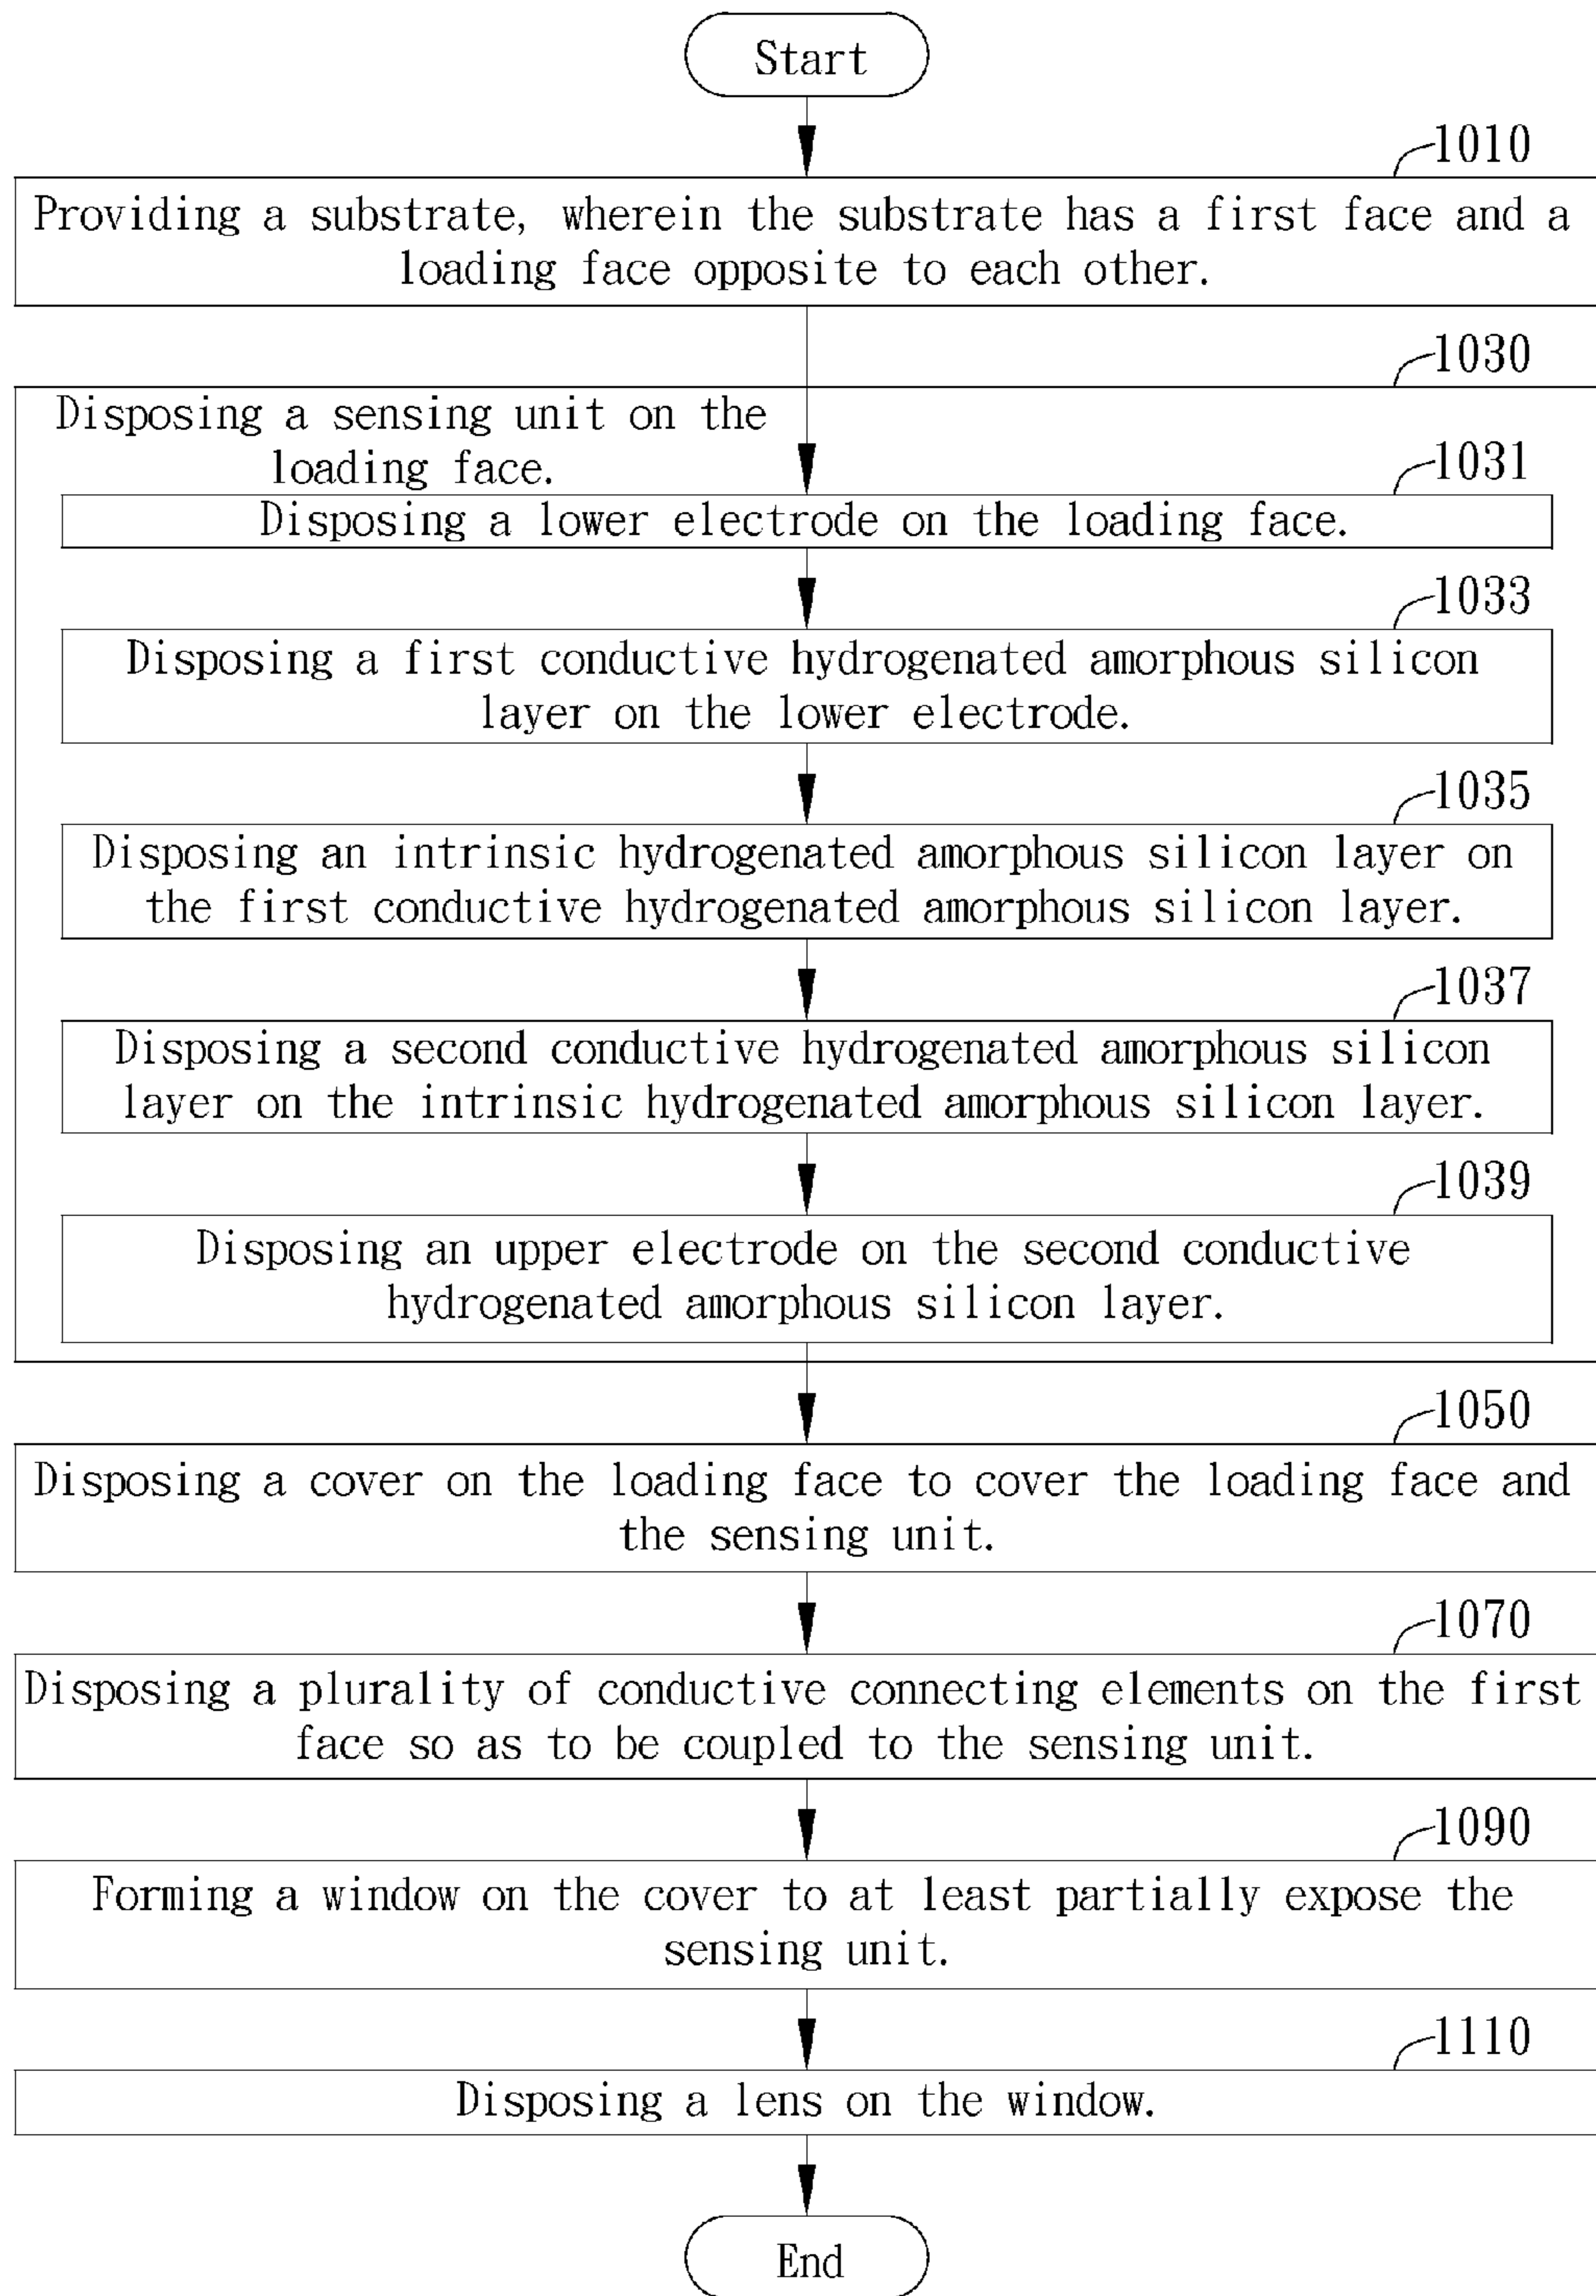 Start
1010
Providing a substrate, wherein the substrate has a first face and a
loading face opposite to each other.
1030
Disposing a sensing unit on the
loading face.
1031
Disposing a lower electrode on the loading face.
1033
Disposing a first conductive hydrogenated amorphous silicon
layer on the lower electrode.
1035
Disposing an intrinsic hydrogenated amorphous silicon layer on
the first conductive hydrogenated amorphous silicon layer.
1037
Disposing a second conductive hydrogenated amorphous silicon
layer on the intrinsic hydrogenated amorphous silicon layer.
1039
Disposing an upper electrode on the second conductive
hydrogenated amorphous silicon layer.
1050
Disposing a cover on the loading face to cover the loading face and
the sensing unit.
1070
Disposing a plurality of conductive connecting elements on the first
face so as to be coupled to the sensing unit.
1090
Forming a window on the cover to at least partially expose the
sensing unit.
1110
Disposing a lens on the window.
End